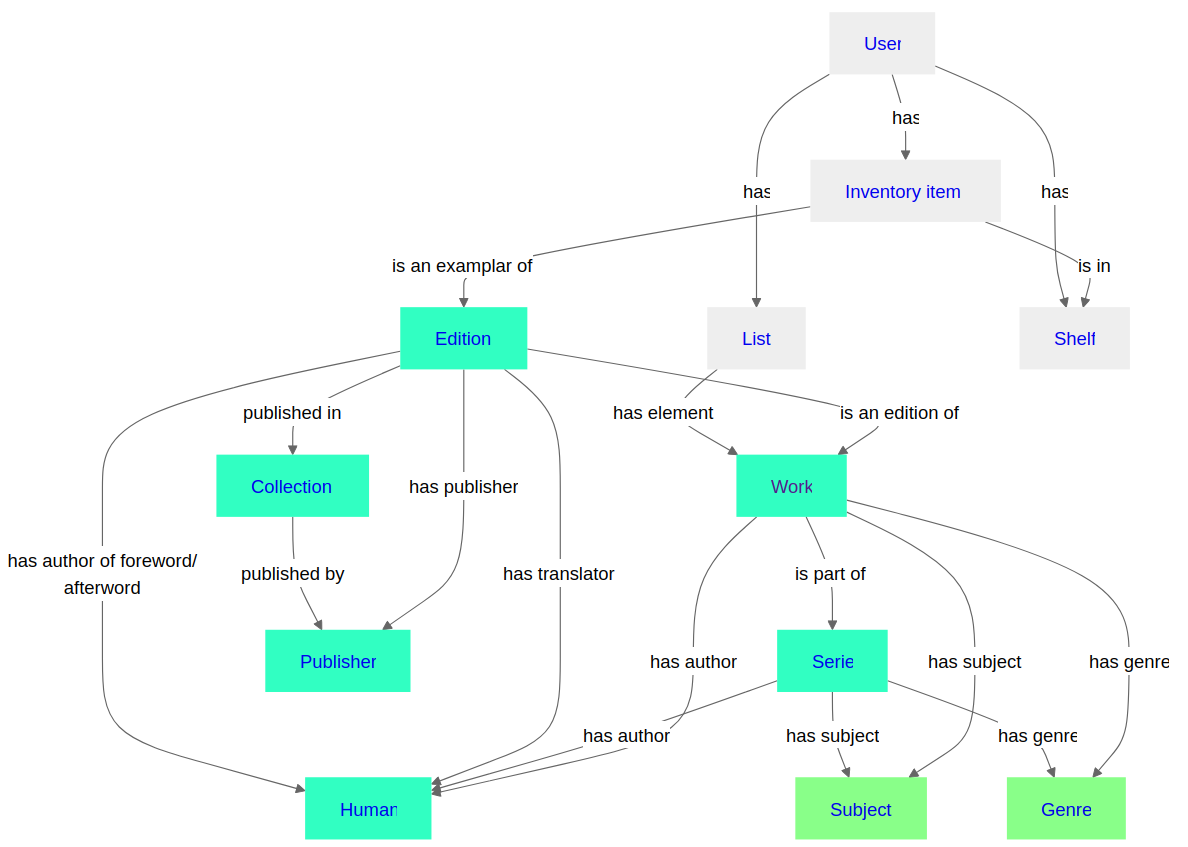 User
has
has
Inventory item
has
is an examplar of
is in
Edition
List
Shelf
published in
has element
is an edition of
Collection
has publisher
Work
has author of foreword/
afterword
published by
has translator
is part of
Publisher
has author
Serie
has subject
has genre
has author
has subject
has genre
Human
Subject
Genre